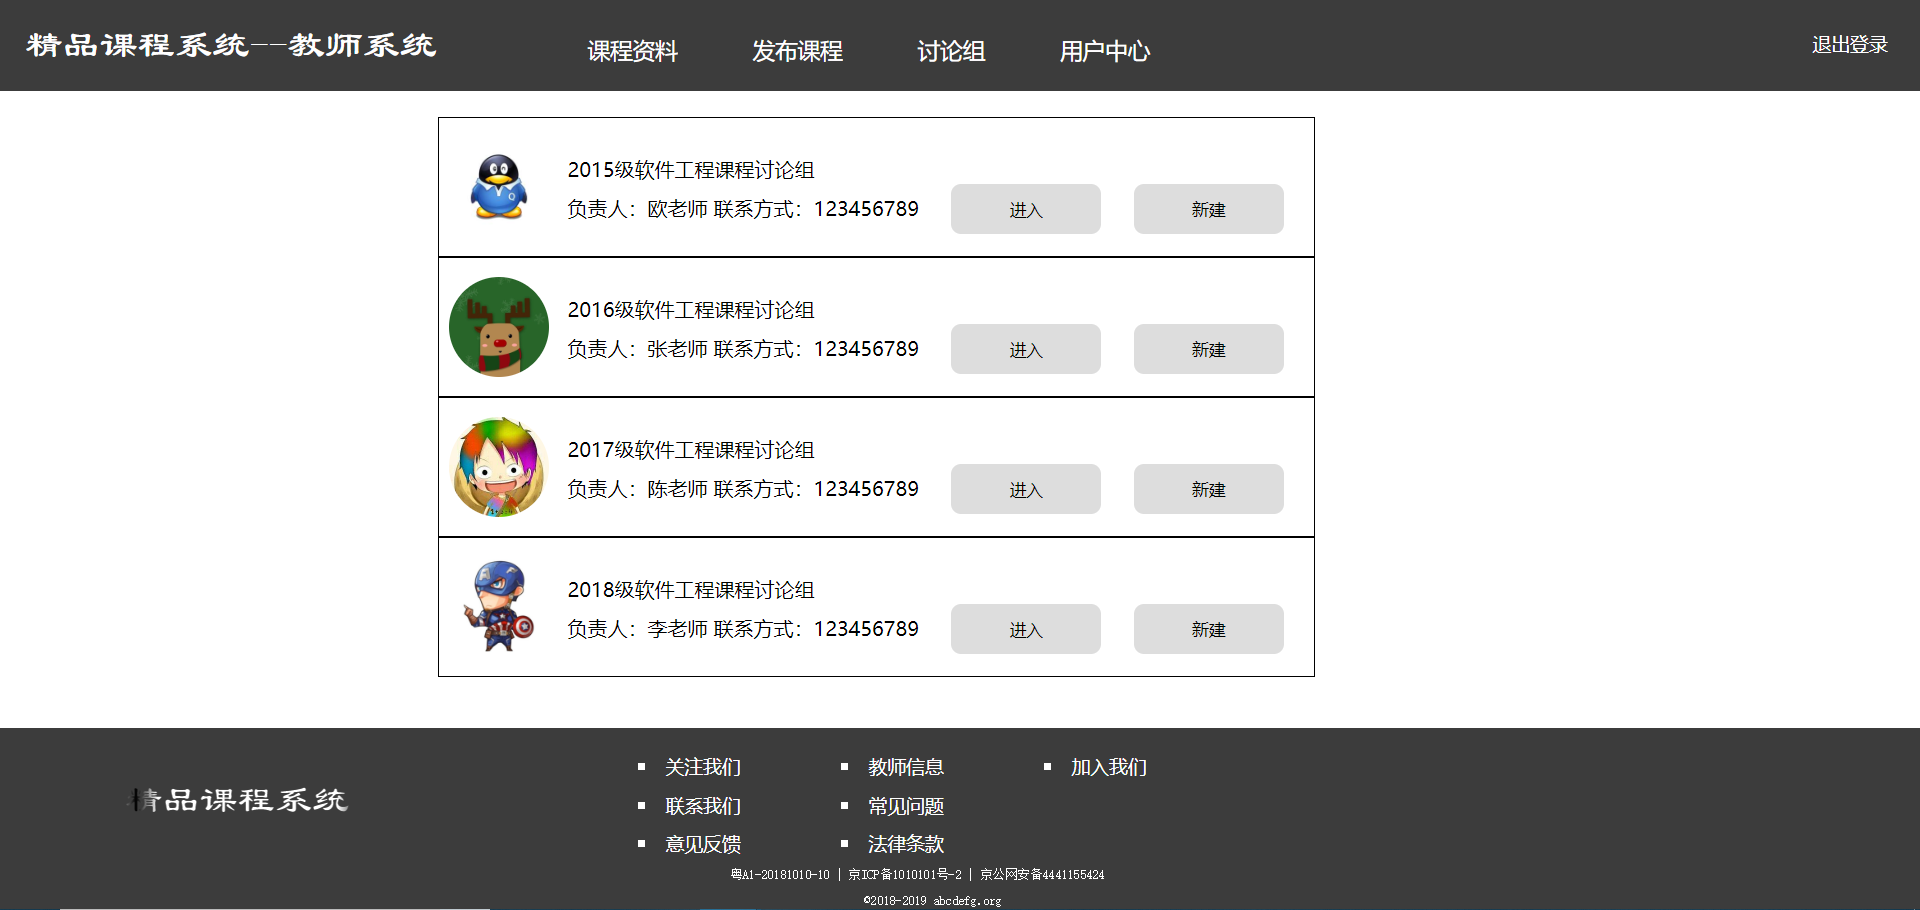 精品课程系统--教师系统
课程资料 发布课程 讨论组 用户中心 退出登录
2015级软件工程课程讨论组
负责人：欧老师 联系方式：123456789 进入 新建
2016级软件工程课程讨论组
负责人：张老师 联系方式：123456789 进入 新建
2017级软件工程课程讨论组
负责人：陈老师 联系方式：123456789 进入 新建
2018级软件工程课程讨论组
负责人：李老师 联系方式：123456789 进入 新建
精品课程系统
关注我们 教师信息 加入我们
联系我们 常见问题
意见反馈 法律条款
粤A1-20181010-10 | 京ICP备1010101号-2 | 京公网安备4441155424
©2018-2019 abcdefg.org